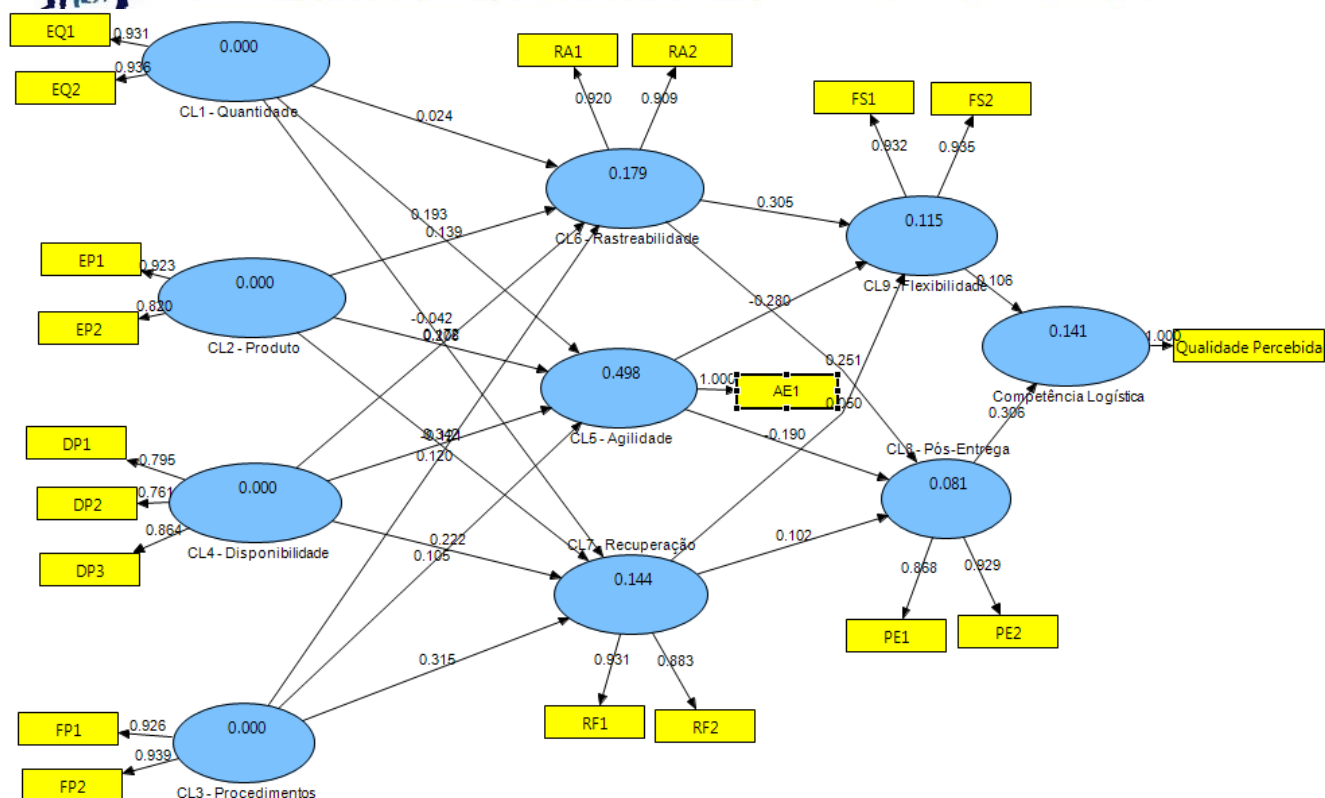 EQ1
0.931
EQ2
0.936
0.000
CL1 - Quantidade
RA1
RA2
0.920
0.909
FS1
FS2
0.932
0.935
0.024
0.179
CL6 - Rastreabilidade
0.305
0.115
CL9 - Flexibilidade
0.193
0.139
EP1
0.923
EP2
0.820
0.000
CL2 - Produto
-0.042
-0.280
0.106
0.141
Competência Logística
1.000
Qualidade Percebida
0.498
CL5 - Agilidade
1.000
AE1
0.251
0.306
DP1
0.795
DP2
0.761
DP3
0.864
0.000
CL4 - Disponibilidade
0.120
-0.190
CL8 - Pós-Entrega
0.081
0.222
0.105
CL7 - Recuperação
0.144
0.102
0.868
0.929
PE1
PE2
0.315
0.931
0.883
RF1
RF2
FP1
0.926
FP2
0.939
0.000
CL3 - Procedimentos